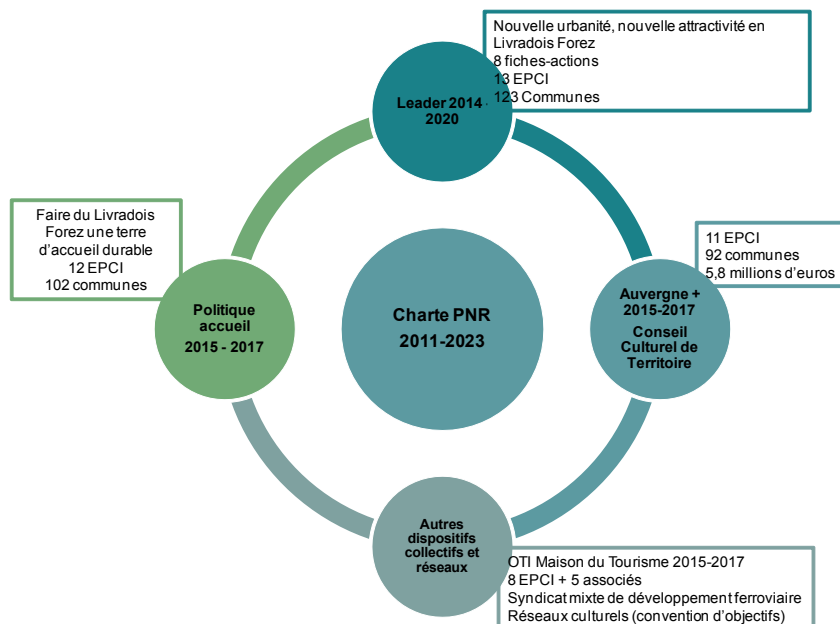 Nouvelle urbanité, nouvelle attractivité en
Livradois Forez
8 fiches-actions
13 EPCI
123 Communes
Leader 2014 -
2020
Faire du Livradois
Forez une terre
d'accueil durable
12 EPCI
102 communes
Politique
accueil
2015 - 2017
Charte PNR
2011-2023
11 EPCI
92 communes
5,8 millions d'euros
Auvergne +
2015-2017
Conseil
Culturel de
Territoire
Autres
dispositifs
collectifs et
réseaux
OTI Maison du Tourisme 2015-2017
8 EPCI + 5 associés
Syndicat mixte de développement ferroviaire
Réseaux culturels (convention d'objectifs)